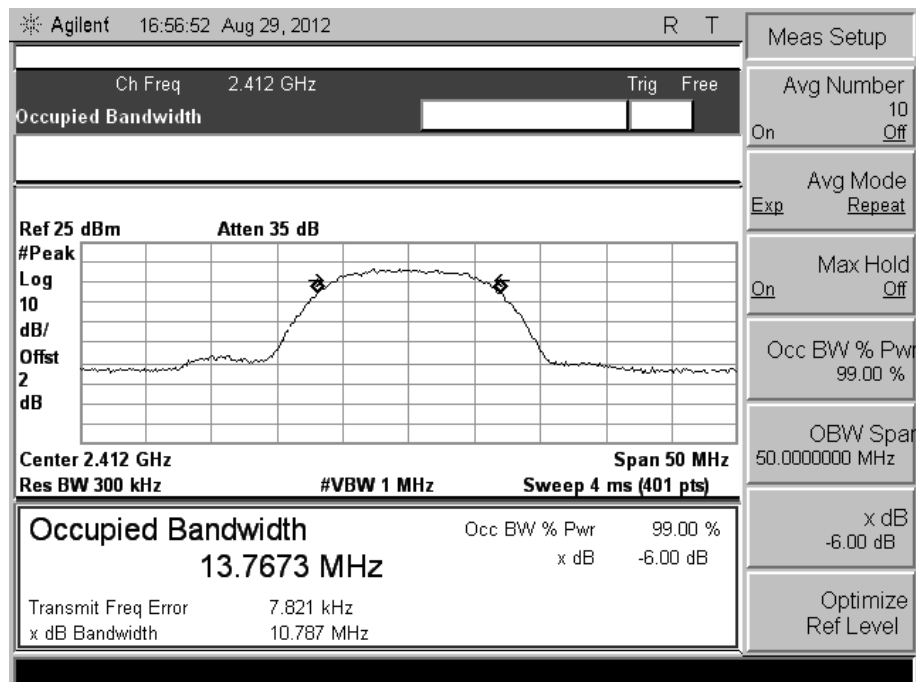 Agilent 16:56:52 Aug 29, 2012 R T
Ch Freq 2.412 GHz Trig Free
Occupied Bandwidth
Ref 25 dBm Atten 35 dB
#Peak
Log
10
dB/
Offst
2
dB
Center 2.412 GHz Span 50 MHz
Res BW 300 kHz #VBW 1 MHz Sweep 4 ms (401 pts)
Occupied Bandwidth Occ BW % Pwr 99.00 %
13.7673 MHz x dB -6.00 dB
Transmit Freq Error 7.821 kHz
x dB Bandwidth 10.787 MHz
Meas Setup
Avg Number
10
On Off
Avg Mode
Exp Repeat
Max Hold
On Off
Occ BW % Pwr
99.00 %
OBW Span
50.0000000 MHz
x dB
-6.00 dB
Optimize
Ref Level